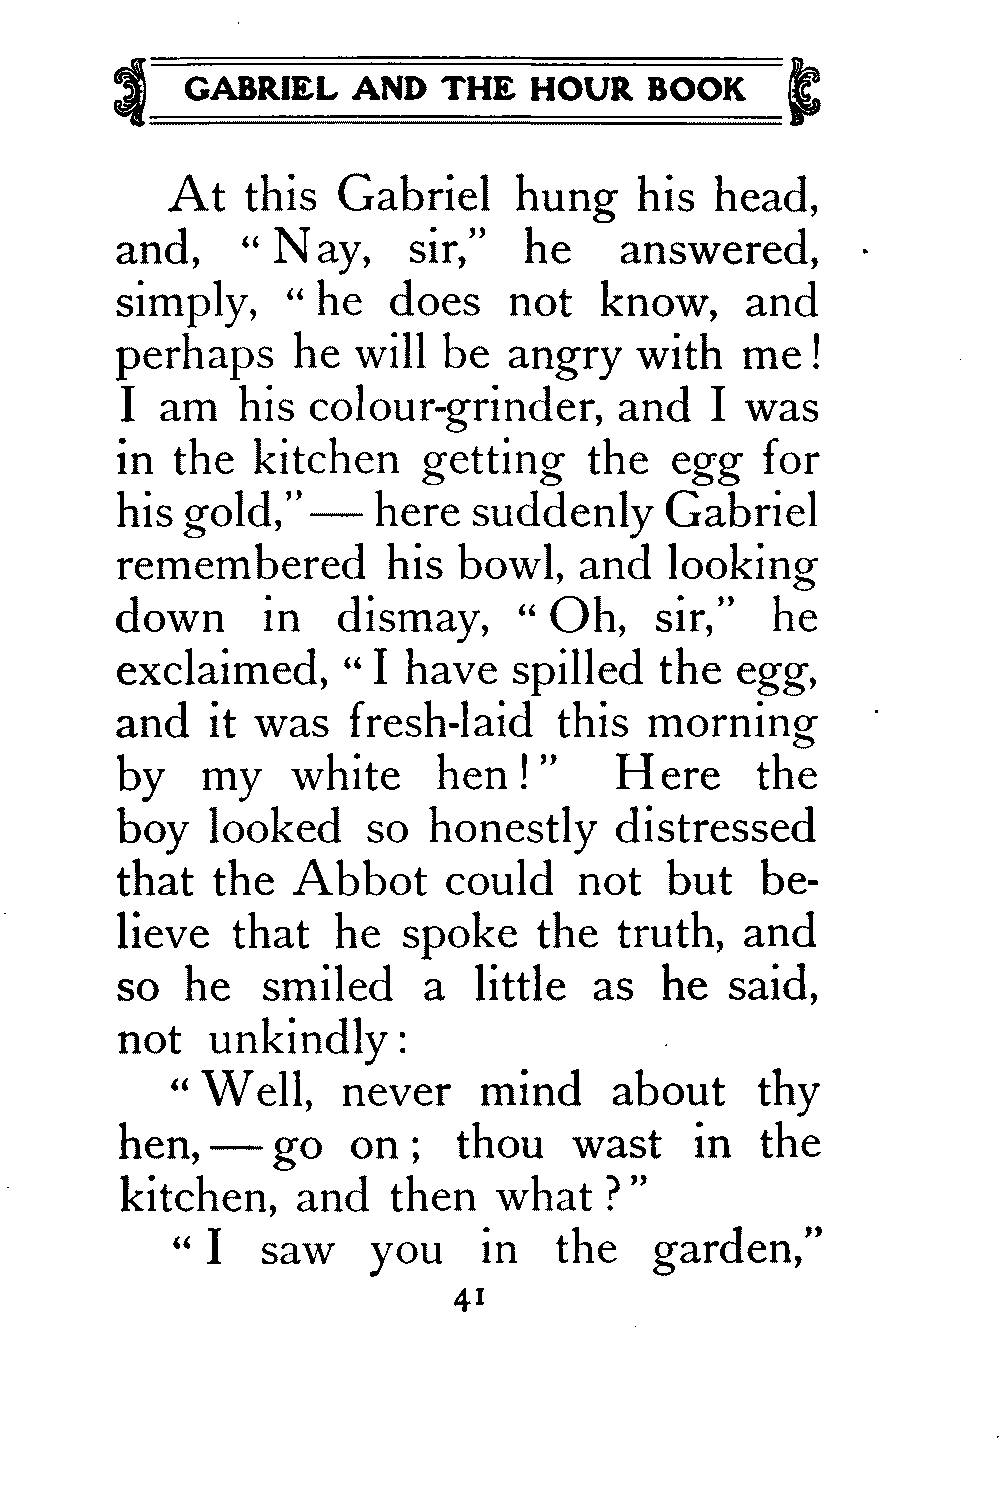 GABRIEL AND THE HOUR BOOK
At this Gabriel hung his head,
and, “Nay, sir,” he answered,
simply, “he does not know, and
perhaps he will be angry with me!
I am his colour-grinder, and I was
in the kitchen getting the egg for
his gold,”— here suddenly Gabriel
remembered his bowl, and looking
down in dismay, “Oh, sir,” he
exclaimed, “I have spilled the egg,
and it was fresh-laid this morning
by my white hen!” Here the
boy looked so honestly distressed
that the Abbot could not but be-
lieve that he spoke the truth, and
so he smiled a little as he said,
not unkindly:
“Well, never mind about thy
hen,— go on; thou wast in the
kitchen, and then what?”
“I saw you in the garden,”
41